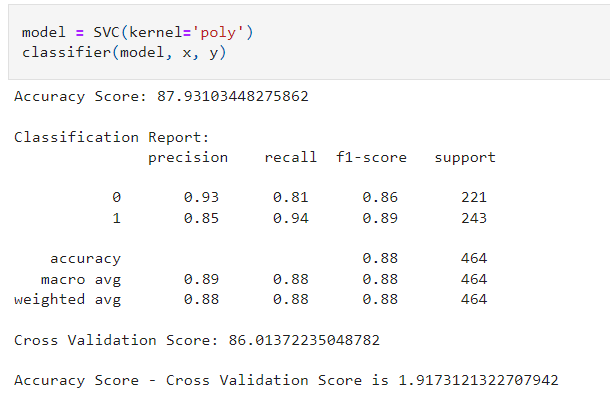 model = SVC(kernel='poly')
classifier(model, x, y)
Accuracy Score: 87.93103448275862
Classification Report:
precision recall f1-score support
0 0.93 0.81 0.86 221
1 0.85 0.94 0.89 243
accuracy 0.88 464
macro avg 0.89 0.88 0.88 464
weighted avg 0.88 0.88 0.88 464
Cross Validation Score: 86.01372235048782
Accuracy Score - Cross Validation Score is 1.9173121322707942